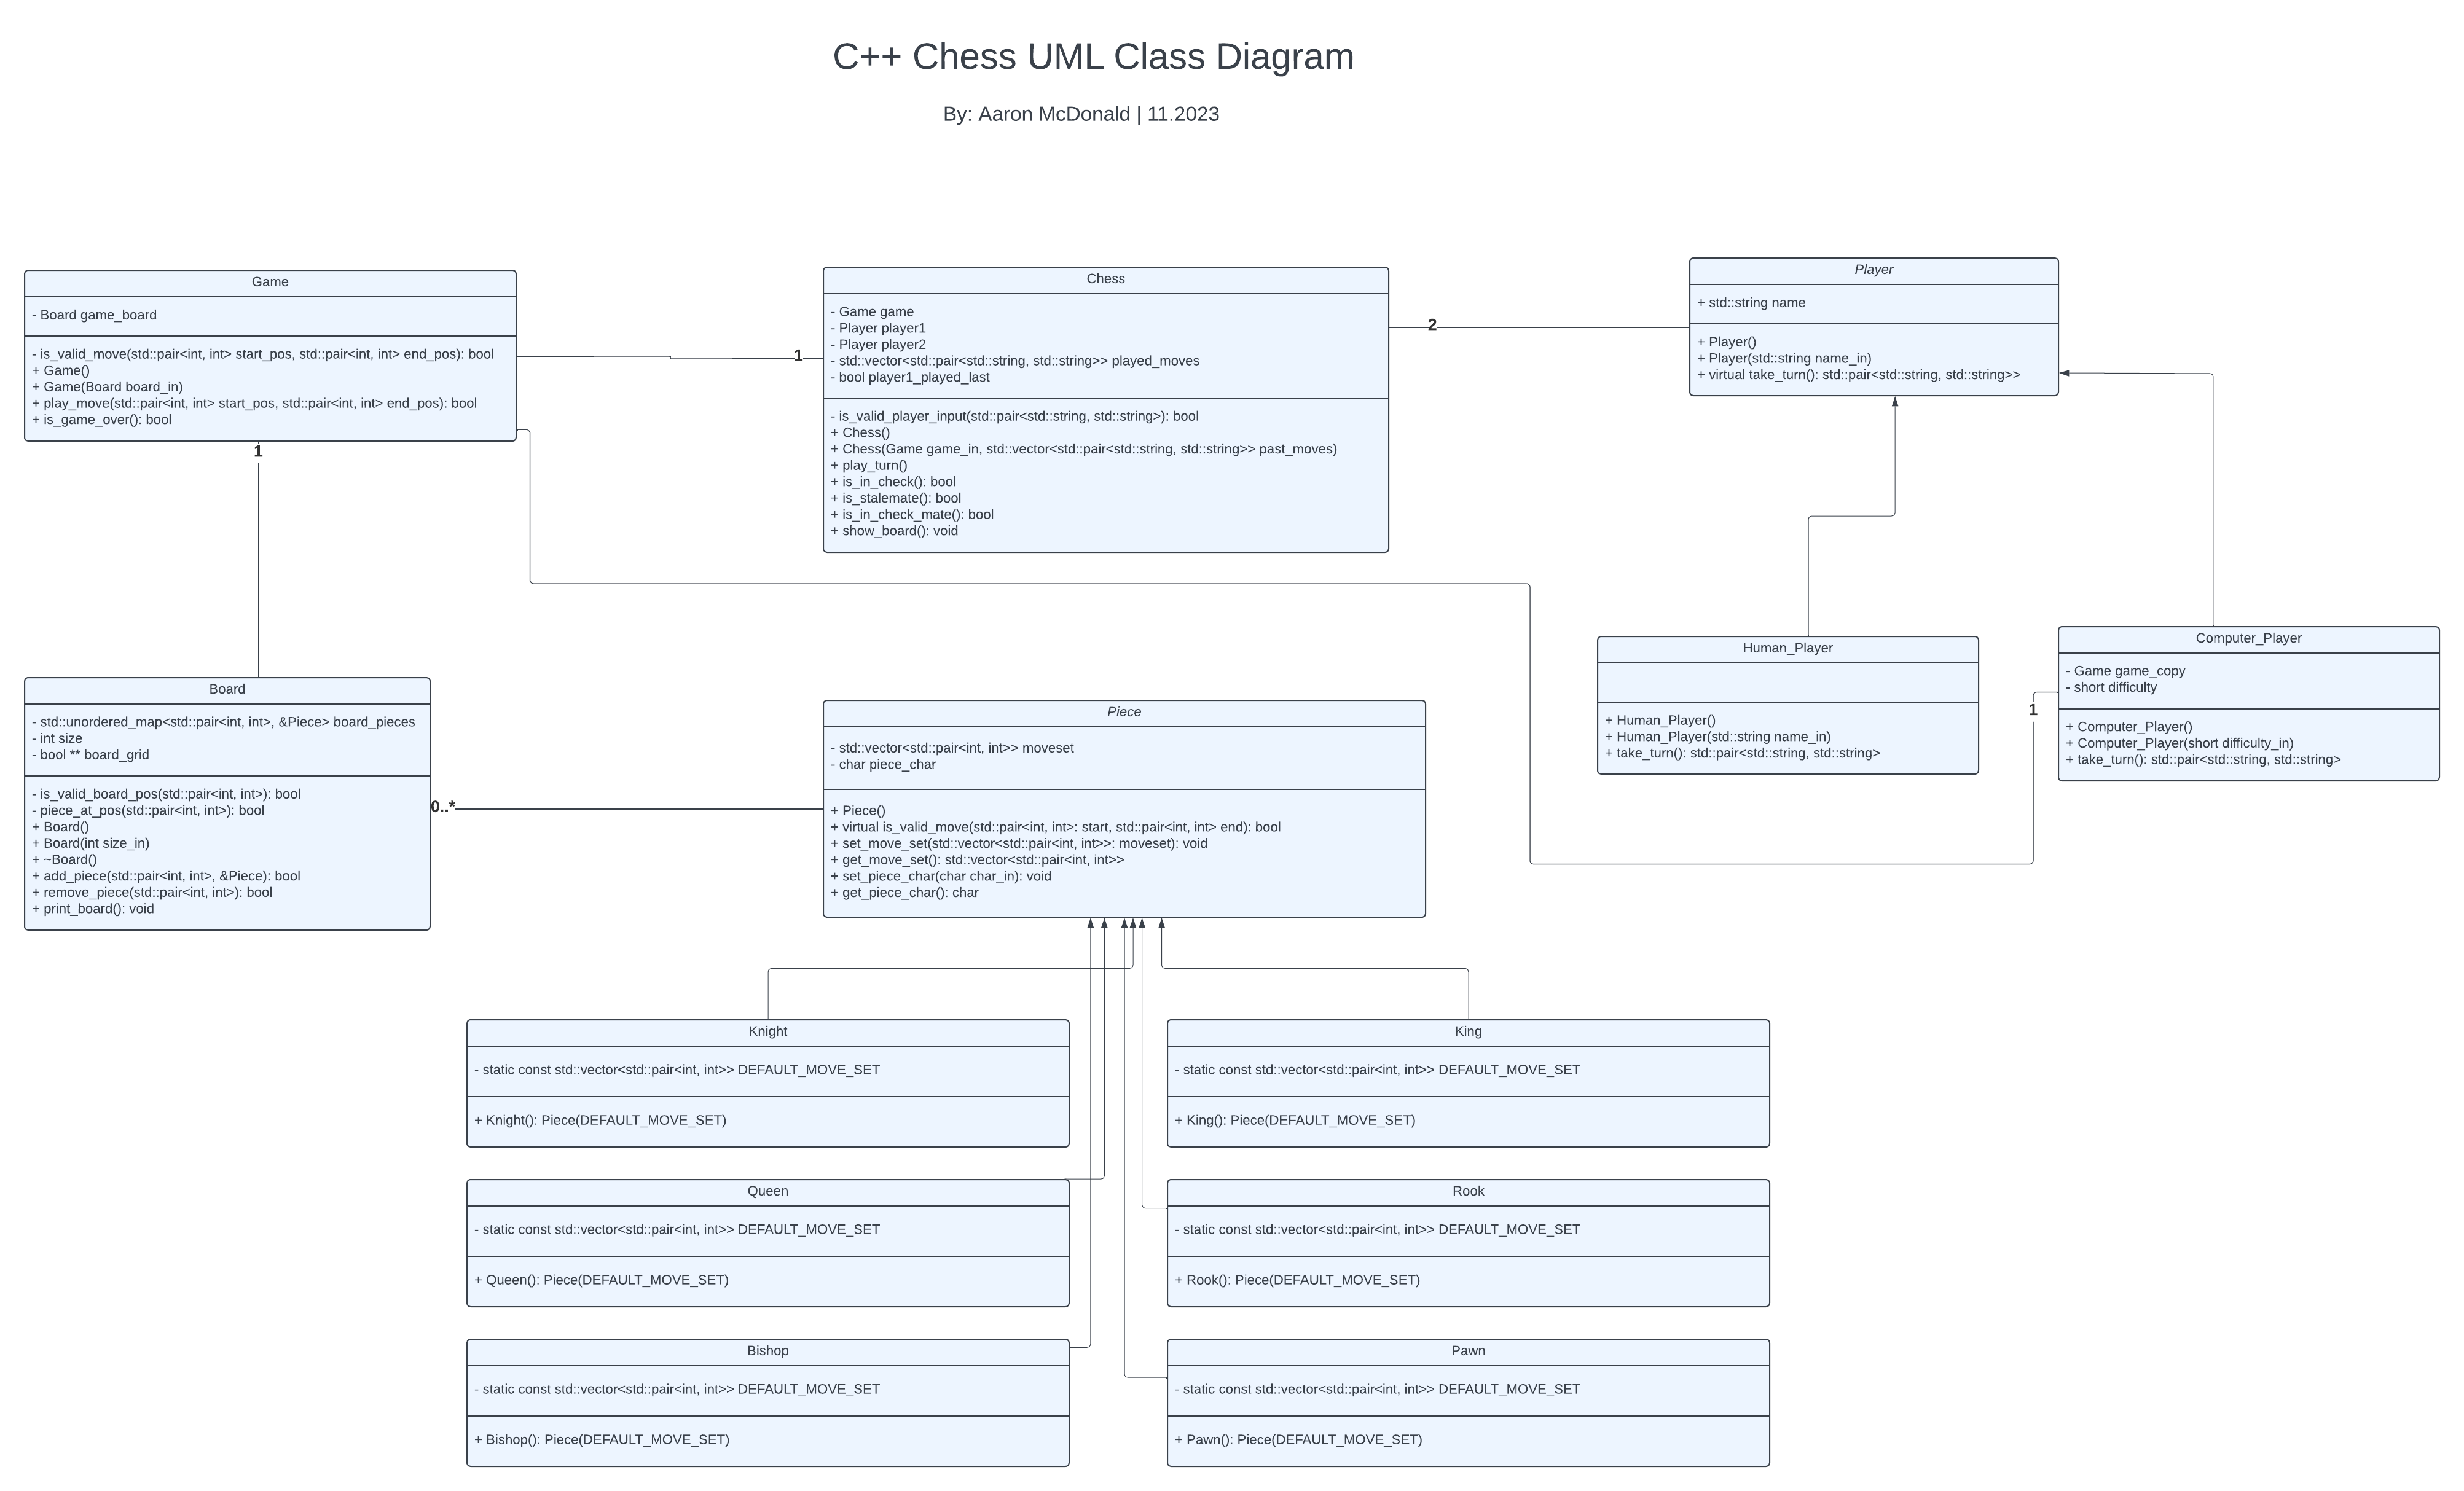 C++ Chess UML Class Diagram
By: Aaron McDonald | 11.2023
Game
- Board game_board
- is_valid_move(std::pair<int, int> start_pos, std::pair<int, int> end_pos): bool
+ Game()
+ Game(Board board_in)
+ play_move(std::pair<int, int> start_pos, std::pair<int, int> end_pos): bool
+ is_game_over(): bool
1
1
Chess
- Game game
- Player player1
- Player player2
- std::vector<std::pair<std::string, std::string>> played_moves
- bool player1_played_last
- is_valid_player_input(std::pair<std::string, std::string>): bool
+ Chess()
+ Chess(Game game_in, std::vector<std::pair<std::string, std::string>> past_moves)
+ play_turn()
+ is_in_check(): bool
+ is_stalemate(): bool
+ is_in_check_mate(): bool
+ show_board(): void
2
Player
+ std::string name
+ Player()
+ Player(std::string name_in)
+ virtual take_turn(): std::pair<std::string, std::string>>
Human_Player
+ Human_Player()
+ Human_Player(std::string name_in)
+ take_turn(): std::pair<std::string, std::string>
1
Computer_Player
- Game game_copy
- short difficulty
+ Computer_Player()
+ Computer_Player(short difficulty_in)
+ take_turn(): std::pair<std::string, std::string>
Board
- std::unordered_map<std::pair<int, int>, &Piece> board_pieces
- int size
- bool ** board_grid
- is_valid_board_pos(std::pair<int, int>): bool
- piece_at_pos(std::pair<int, int>): bool
+ Board()
+ Board(int size_in)
+ ~Board()
+ add_piece(std::pair<int, int>, &Piece): bool
+ remove_piece(std::pair<int, int>): bool
+ print_board(): void
0..*
Piece
- std::vector<std::pair<int, int>> moveset
- char piece_char
+ Piece()
+ virtual is_valid_move(std::pair<int, int>: start, std::pair<int, int> end): bool
+ set_move_set(std::vector<std::pair<int, int>>: moveset): void
+ get_move_set(): std::vector<std::pair<int, int>>
+ set_piece_char(char char_in): void
+ get_piece_char(): char
Knight
- static const std::vector<std::pair<int, int>> DEFAULT_MOVE_SET
+ Knight(): Piece(DEFAULT_MOVE_SET)
King
- static const std::vector<std::pair<int, int>> DEFAULT_MOVE_SET
+ King(): Piece(DEFAULT_MOVE_SET)
Queen
- static const std::vector<std::pair<int, int>> DEFAULT_MOVE_SET
+ Queen(): Piece(DEFAULT_MOVE_SET)
Rook
- static const std::vector<std::pair<int, int>> DEFAULT_MOVE_SET
+ Rook(): Piece(DEFAULT_MOVE_SET)
Bishop
- static const std::vector<std::pair<int, int>> DEFAULT_MOVE_SET
+ Bishop(): Piece(DEFAULT_MOVE_SET)
Pawn
- static const std::vector<std::pair<int, int>> DEFAULT_MOVE_SET
+ Pawn(): Piece(DEFAULT_MOVE_SET)